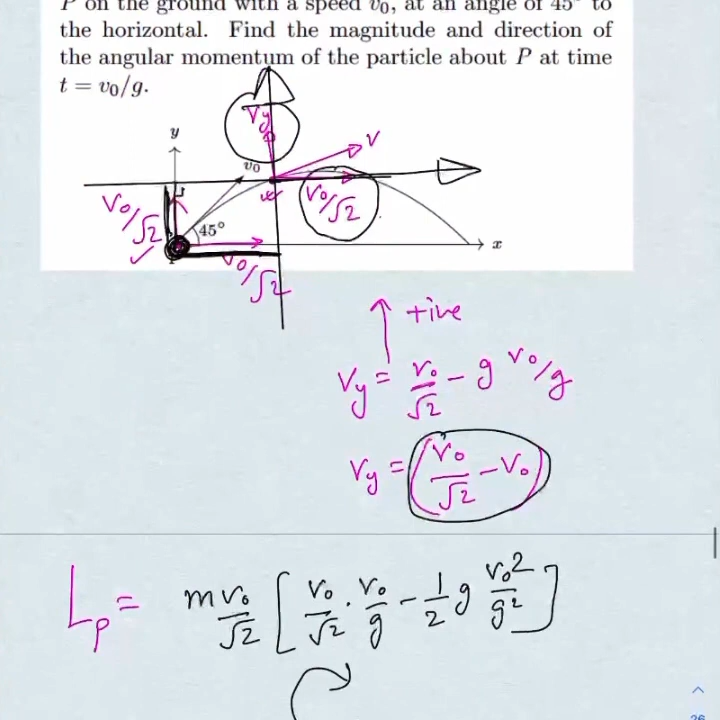 P on the ground with a speed v₀, at an angle of 45° to
the horizontal. Find the magnitude and direction of
the angular momentum of the particle about P at time
t = v₀/g.
Vy
y
v₀
V
V₀/√2
V₀/√2
45°
x
V₀/√2
+ive
Vy = V₀/√2 − g V₀/g
Vy = (V₀/√2 − V₀)
Lp = mV₀/√2 [V₀/√2 · V₀/g − 1/2 g V₀²/g²]